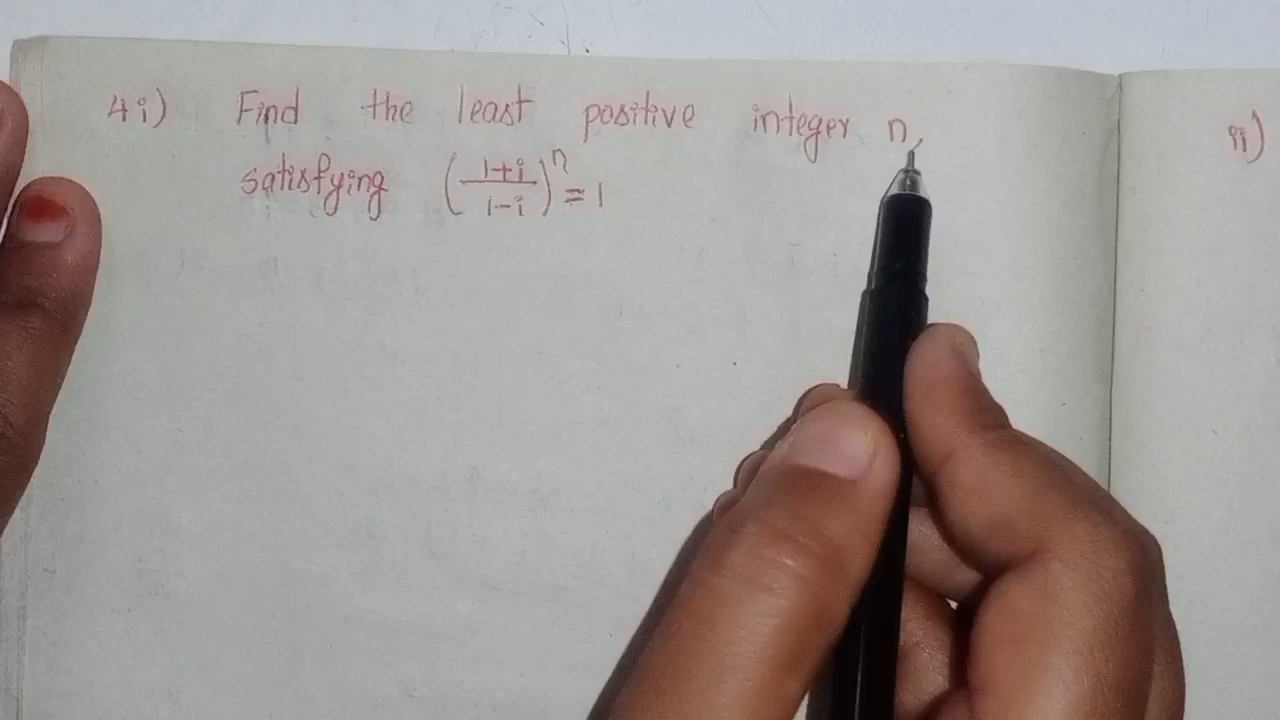 4i) Find the least positive integer n,
satisfying (1+i/1-i)^n = 1
ii)